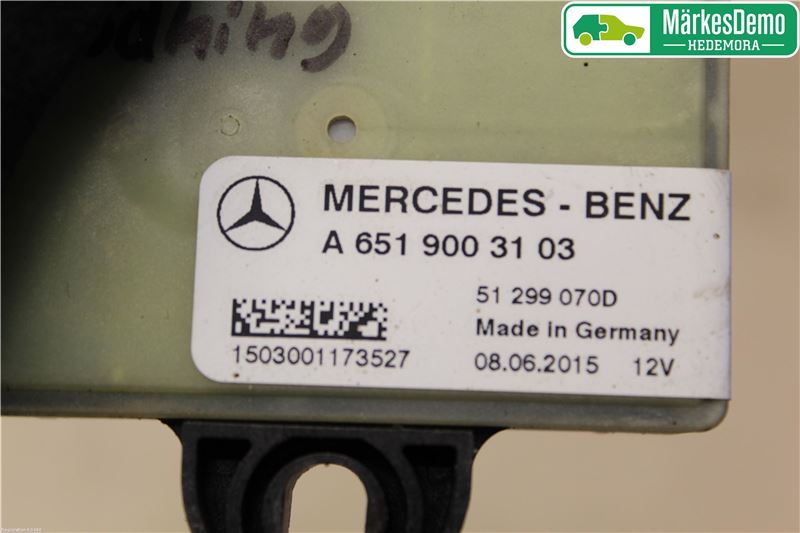 MärkesDemo
HEDEMORA
MERCEDES - BENZ
A 651 900 31 03
51 299 070D
Made in Germany
1503001173527
08.06.2015 12V